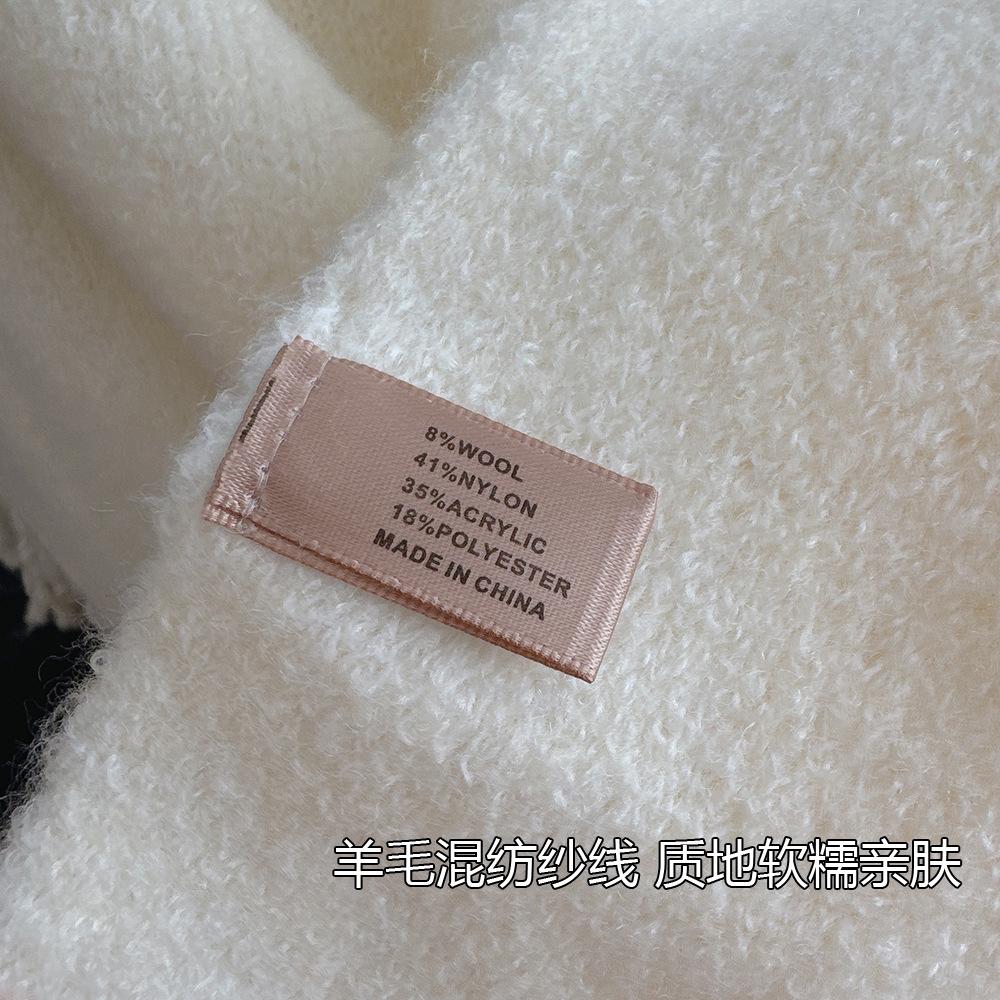 8%WOOL
41%NYLON
35%ACRYLIC
18%POLYESTER
MADE IN CHINA
羊毛混纺纱线 质地软糯亲肤